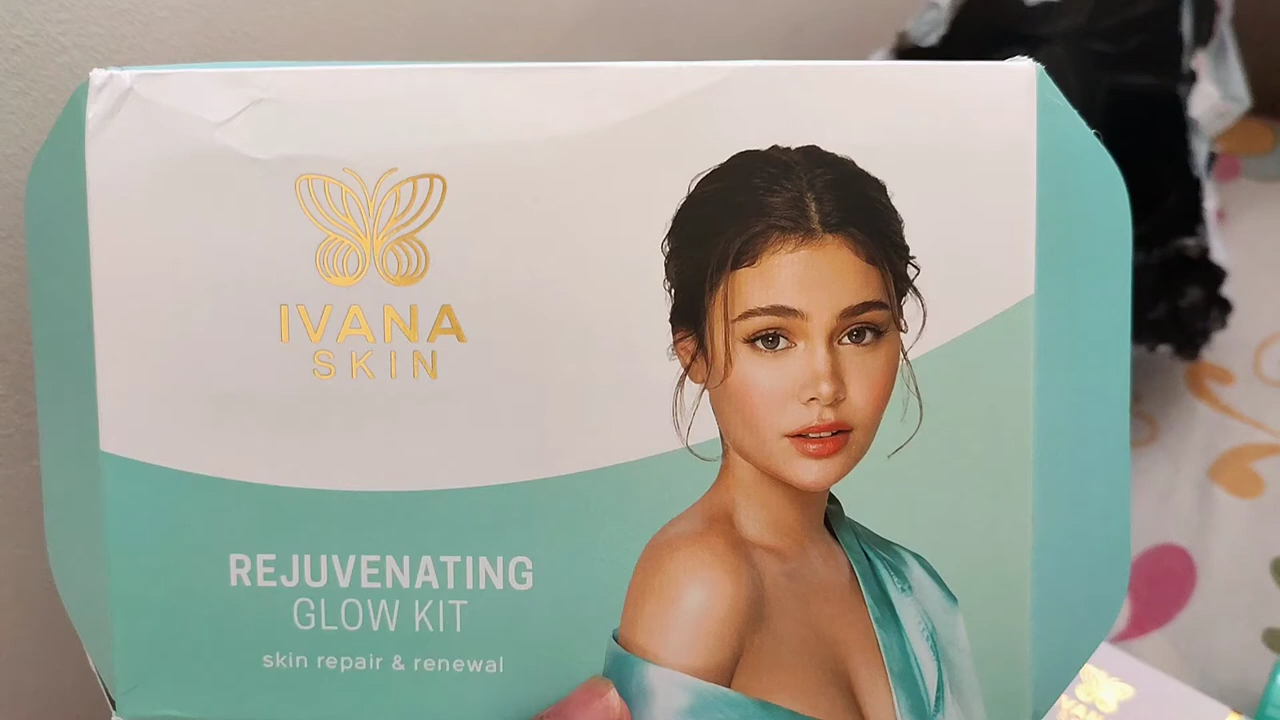 IVANA
SKIN
REJUVENATING
GLOW KIT
skin repair & renewal